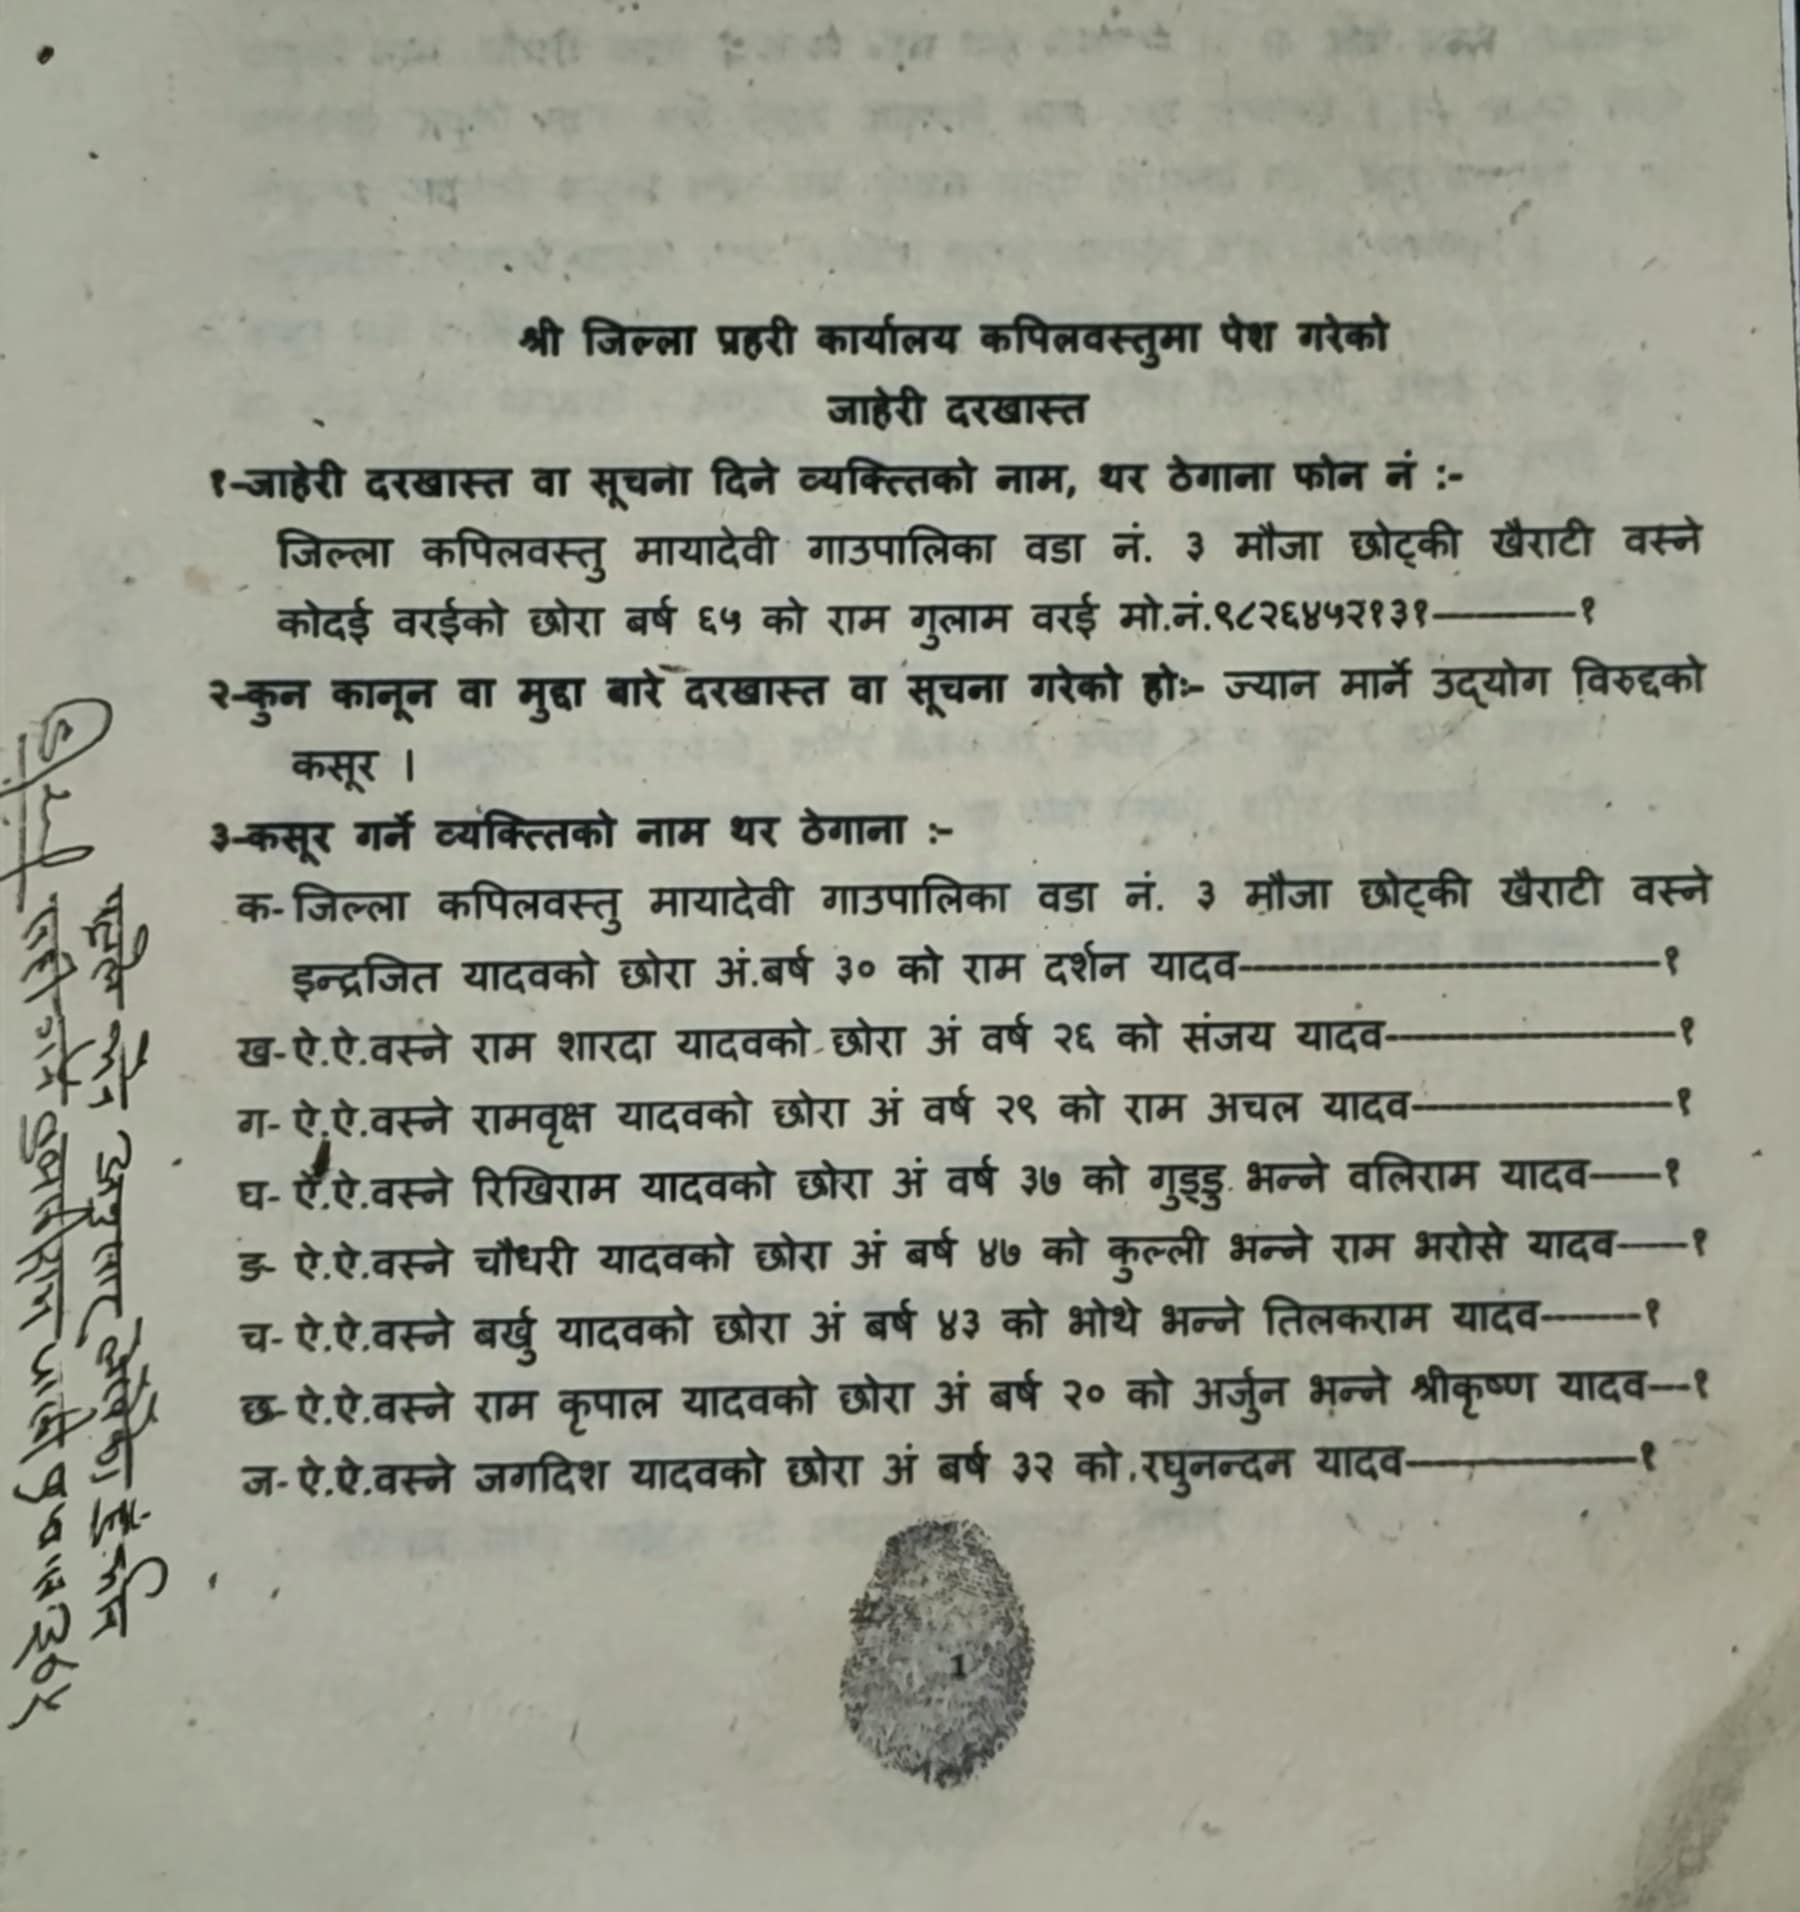 श्री जिल्ला प्रहरी कार्यालय कपिलवस्तुमा पेश गरेको
जाहेरी दरखास्त
१-जाहेरी दरखास्त वा सूचना दिने व्यक्त्तिको नाम, थर ठेगाना फोन नं :-
जिल्ला कपिलवस्तु मायादेवी गाउपालिका वडा नं. ३ मौजा छोट्की खैराटी वस्ने
कोदई वरईको छोरा बर्ष ६५ को राम गुलाम वरई मो.नं.९८२६४५२१३१————१
२-कुन कानून वा मुद्दा बारे दरखास्त वा सूचना गरेको होः- ज्यान मार्ने उद्योग विरुद्दको
कसूर ।
३-कसूर गर्ने व्यक्त्तिको नाम थर ठेगाना :-
क- जिल्ला कपिलवस्तु मायादेवी गाउपालिका वडा नं. ३ मौजा छोट्की खैराटी वस्ने
इन्द्रजित यादवको छोरा अं.बर्ष ३० को राम दर्शन यादव————————————१
ख- ऐ.ऐ.वस्ने राम शारदा यादवको छोरा अं वर्ष २६ को संजय यादव————————१
ग- ऐ.ऐ.वस्ने रामवृक्ष यादवको छोरा अं वर्ष २९ को राम अचल यादव————————१
घ- ऐ.ऐ.वस्ने रिखिराम यादवको छोरा अं वर्ष ३७ को गुड्डु भन्ने वलिराम यादव——१
ङ- ऐ.ऐ.वस्ने चौधरी यादवको छोरा अं बर्ष ४७ को कुल्ली भन्ने राम भरोसे यादव——१
च- ऐ.ऐ.वस्ने बर्खु यादवको छोरा अं बर्ष ४३ को भोथे भन्ने तिलकराम यादव———१
छ- ऐ.ऐ.वस्ने राम कृपाल यादवको छोरा अं बर्ष २० को अर्जुन भन्ने श्रीकृष्ण यादव—१
ज- ऐ.ऐ.वस्ने जगदिश यादवको छोरा अं बर्ष ३२ को रघुनन्दन यादव———————१
1